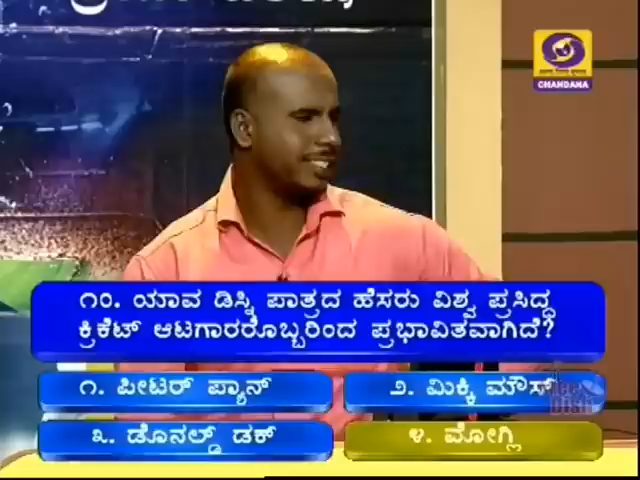 CHANDANA
೧೦. ಯಾವ ಡಿಸ್ನಿ ಪಾತ್ರದ ಹೆಸರು ವಿಶ್ವ ಪ್ರಸಿದ್ಧ
ಕ್ರಿಕೆಟ್ ಆಟಗಾರರೊಬ್ಬರಿಂದ ಪ್ರಭಾವಿತವಾಗಿದೆ?
೧. ಪೀಟರ್ ಪ್ಯಾನ್
೨. ಮಿಕ್ಕಿ ಮೌಸ್
೩. ಡೊನಲ್ಡ್ ಡಕ್
೪. ಮೋಗ್ಲಿ